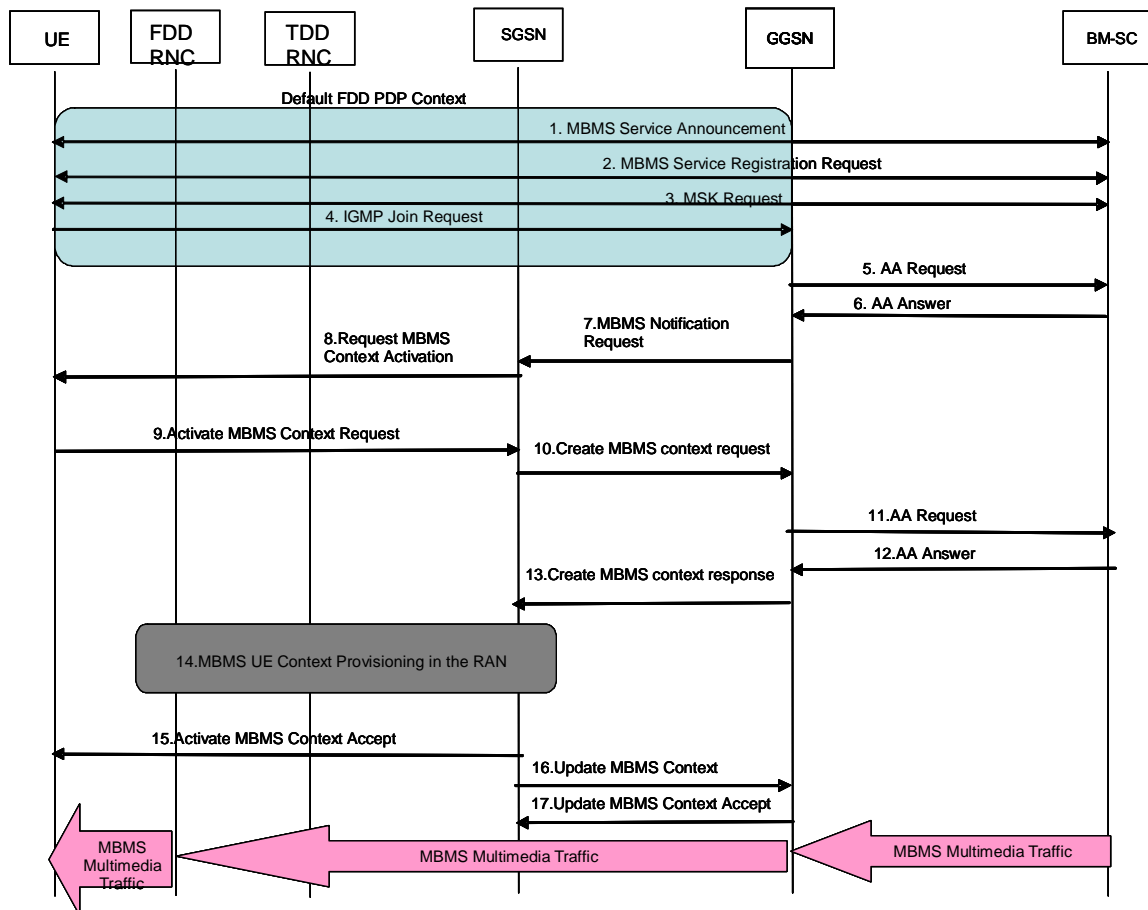 UE
FDD
RNC
TDD
RNC
SGSN
GGSN
BM-SC
Default FDD PDP Context
1. MBMS Service Announcement
2. MBMS Service Registration Request
3. MSK Request
4. IGMP Join Request
5. AA Request
6. AA Answer
7.MBMS Notification
Request
8.Request MBMS
Context Activation
9.Activate MBMS Context Request
10.Create MBMS context request
11.AA Request
12.AA Answer
13.Create MBMS context response
14.MBMS UE Context Provisioning in the RAN
15.Activate MBMS Context Accept
16.Update MBMS Context
17.Update MBMS Context Accept
MBMS
Multimedia
Traffic
MBMS Multimedia Traffic
MBMS Multimedia Traffic